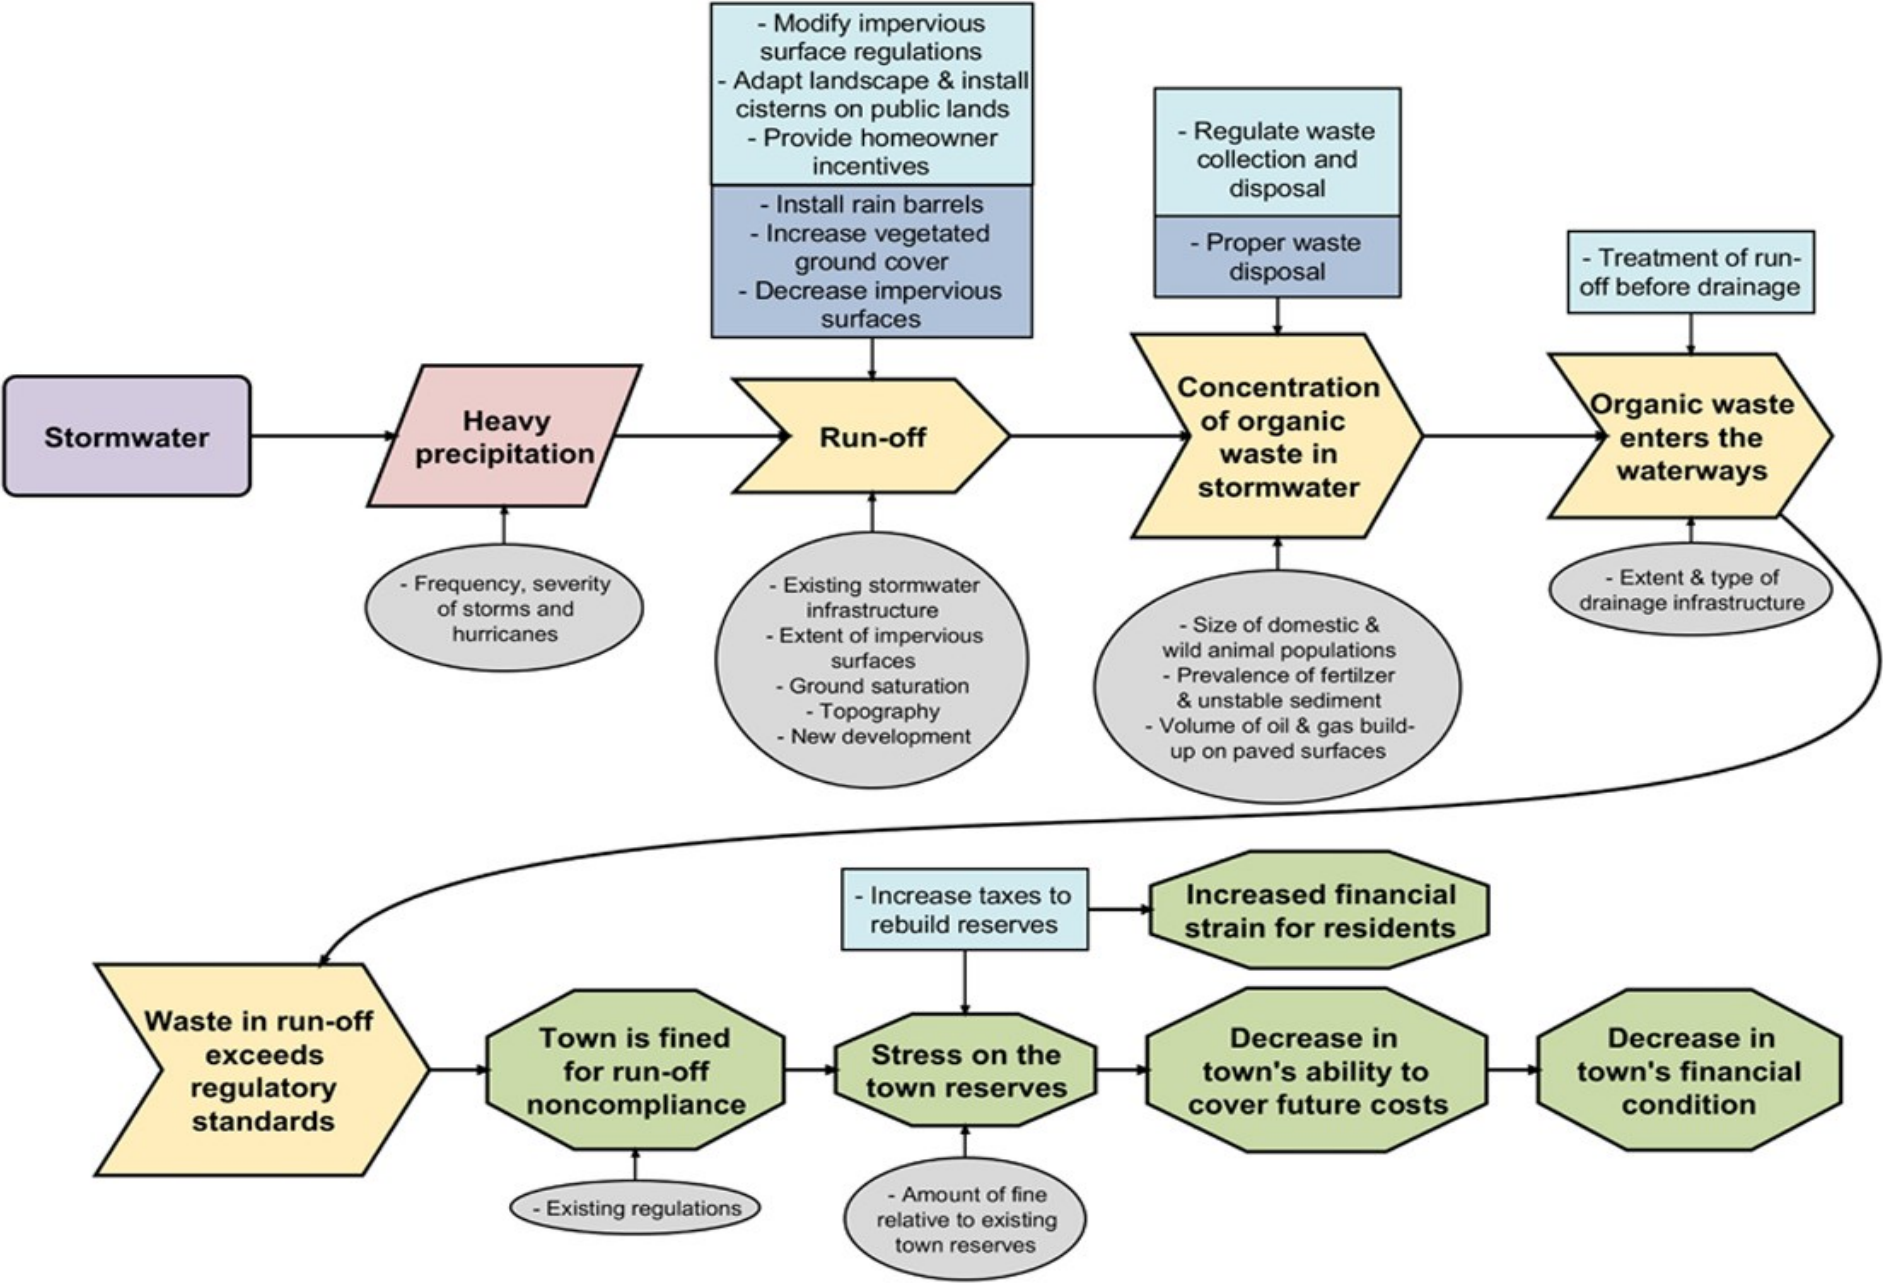 - Modify impervious
surface regulations
- Adapt landscape & install
cisterns on public lands
- Provide homeowner
incentives
- Install rain barrels
- Increase vegetated
ground cover
- Decrease impervious
surfaces
- Regulate waste
collection and
disposal
- Proper waste
disposal
- Treatment of run-
off before drainage
Stormwater
Heavy
precipitation
Run-off
Concentration
of organic
waste in
stormwater
Organic waste
enters the
waterways
- Frequency, severity
of storms and
hurricanes
- Existing stormwater
infrastructure
- Extent of impervious
surfaces
- Ground saturation
- Topography
- New development
- Size of domestic &
wild animal populations
- Prevalence of fertilzer
& unstable sediment
- Volume of oil & gas build-
up on paved surfaces
- Extent & type of
drainage infrastructure
- Increase taxes to
rebuild reserves
Increased financial
strain for residents
Waste in run-off
exceeds
regulatory
standards
Town is fined
for run-off
noncompliance
Stress on the
town reserves
Decrease in
town's ability to
cover future costs
Decrease in
town's financial
condition
- Existing regulations
- Amount of fine
relative to existing
town reserves